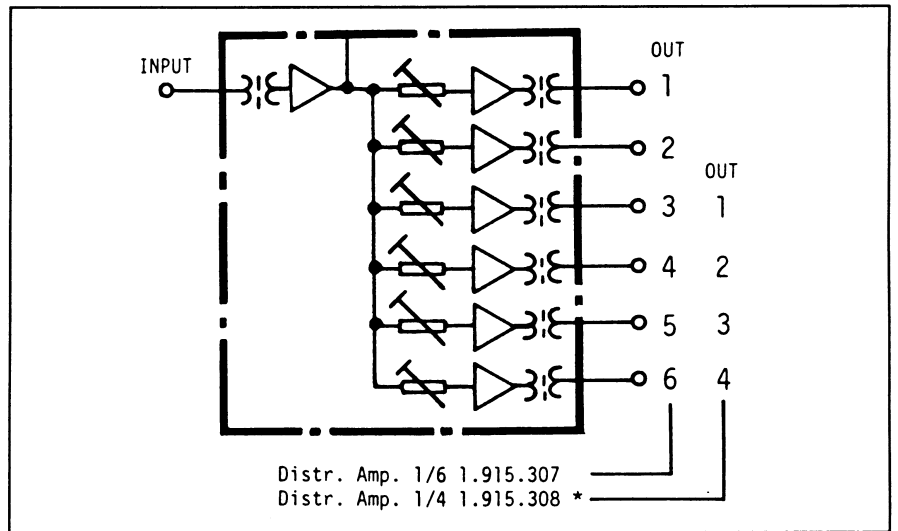 OUT
INPUT
1
2
OUT
3 1
4 2
5 3
6 4
Distr. Amp. 1/6 1.915.307
Distr. Amp. 1/4 1.915.308 *